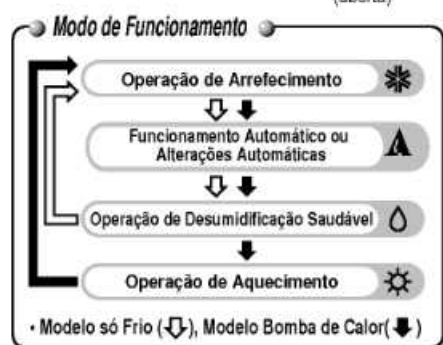 Modo de Funcionamento
Operação de Arrefecimento
Funcionamento Automático ou
Alterações Automáticas
Operação de Desumidificação Saudável
Operação de Aquecimento
• Modelo só Frio (⇩), Modelo Bomba de Calor(🡇)